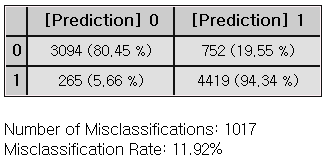 [Prediction] 0 [Prediction] 1
0 3094 (80,45 %) 752 (19,55 %)
1 265 (5,66 %) 4419 (94,34 %)
Number of Misclassifications: 1017
Misclassification Rate: 11,92%